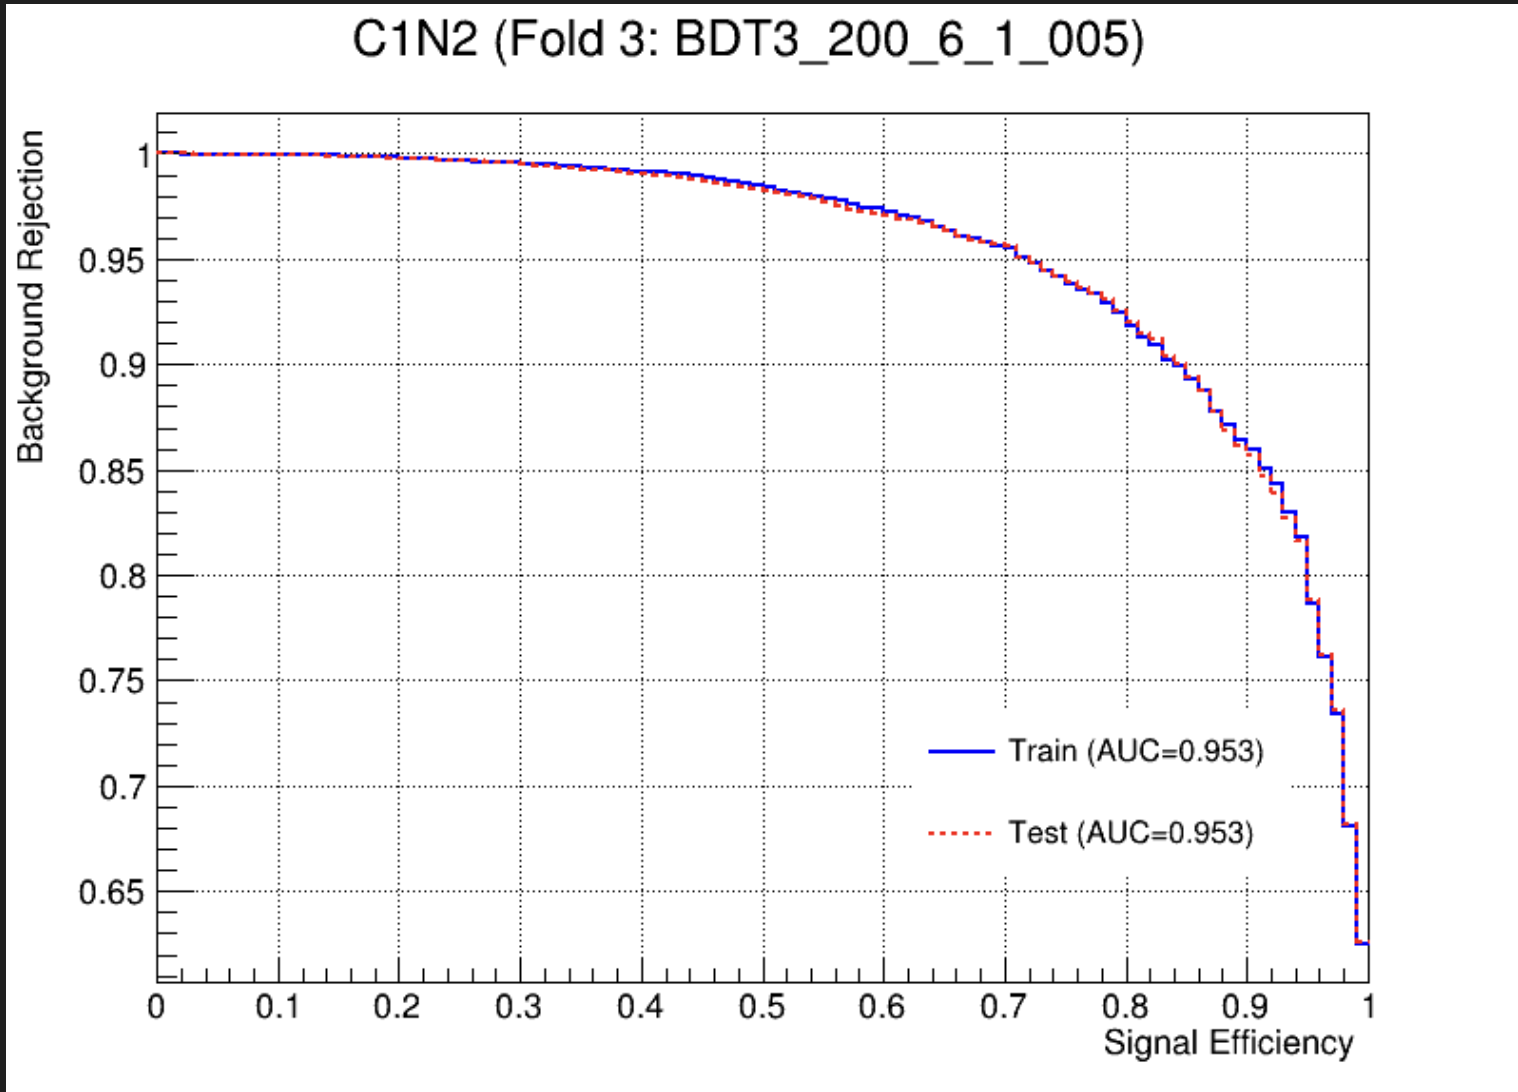 C1N2 (Fold 3: BDT3_200_6_1_005)
Background Rejection
1
0.95
0.9
0.85
0.8
0.75
0.7
0.65
Train (AUC=0.953)
Test (AUC=0.953)
0 0.1 0.2 0.3 0.4 0.5 0.6 0.7 0.8 0.9 1
Signal Efficiency